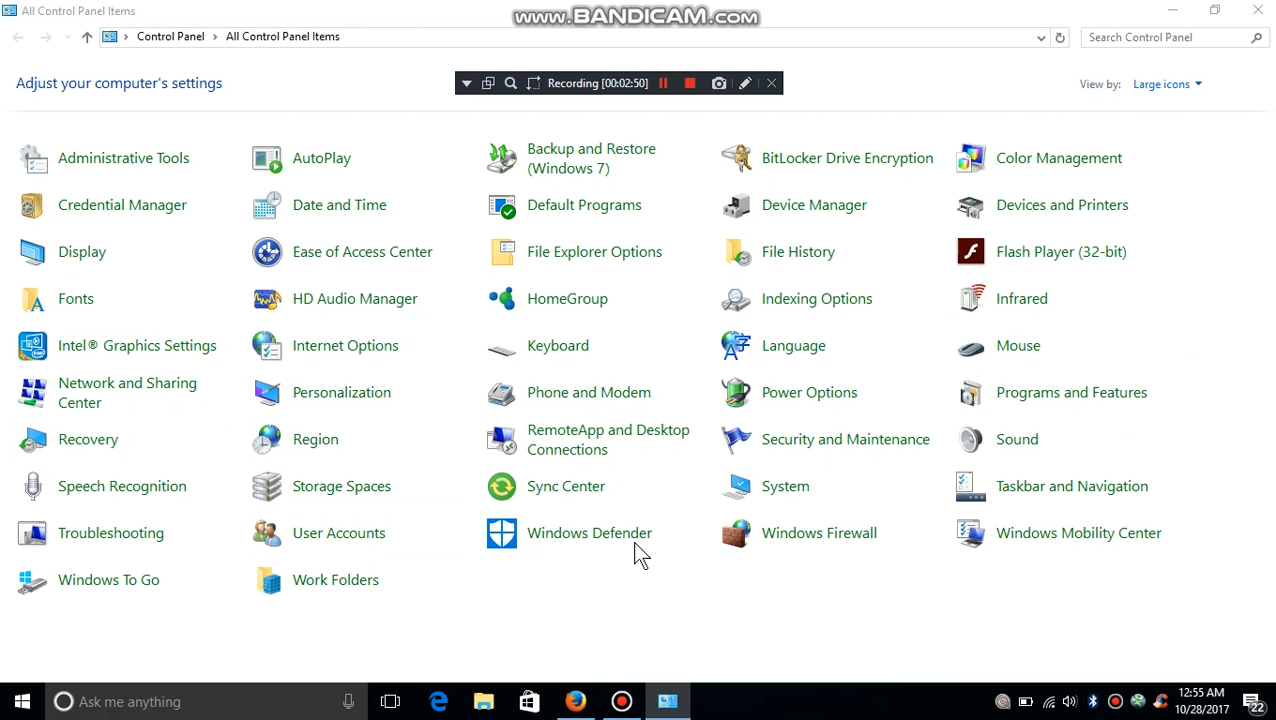 All Control Panel Items
www.BANDICAM.com
Control Panel
All Control Panel Items
Search Control Panel
Adjust your computer's settings
Recording [00:02:50]
View by:
Large icons
Administrative Tools
AutoPlay
Backup and Restore
(Windows 7)
BitLocker Drive Encryption
Color Management
Credential Manager
Date and Time
Default Programs
Device Manager
Devices and Printers
Display
Ease of Access Center
File Explorer Options
File History
Flash Player (32-bit)
Fonts
HD Audio Manager
HomeGroup
Indexing Options
Infrared
Intel® Graphics Settings
Internet Options
Keyboard
Language
Mouse
Network and Sharing
Center
Personalization
Phone and Modem
Power Options
Programs and Features
Recovery
Region
RemoteApp and Desktop
Connections
Security and Maintenance
Sound
Speech Recognition
Storage Spaces
Sync Center
System
Taskbar and Navigation
Troubleshooting
User Accounts
Windows Defender
Windows Firewall
Windows Mobility Center
Windows To Go
Work Folders
Ask me anything
12:55 AM
10/28/2017
22